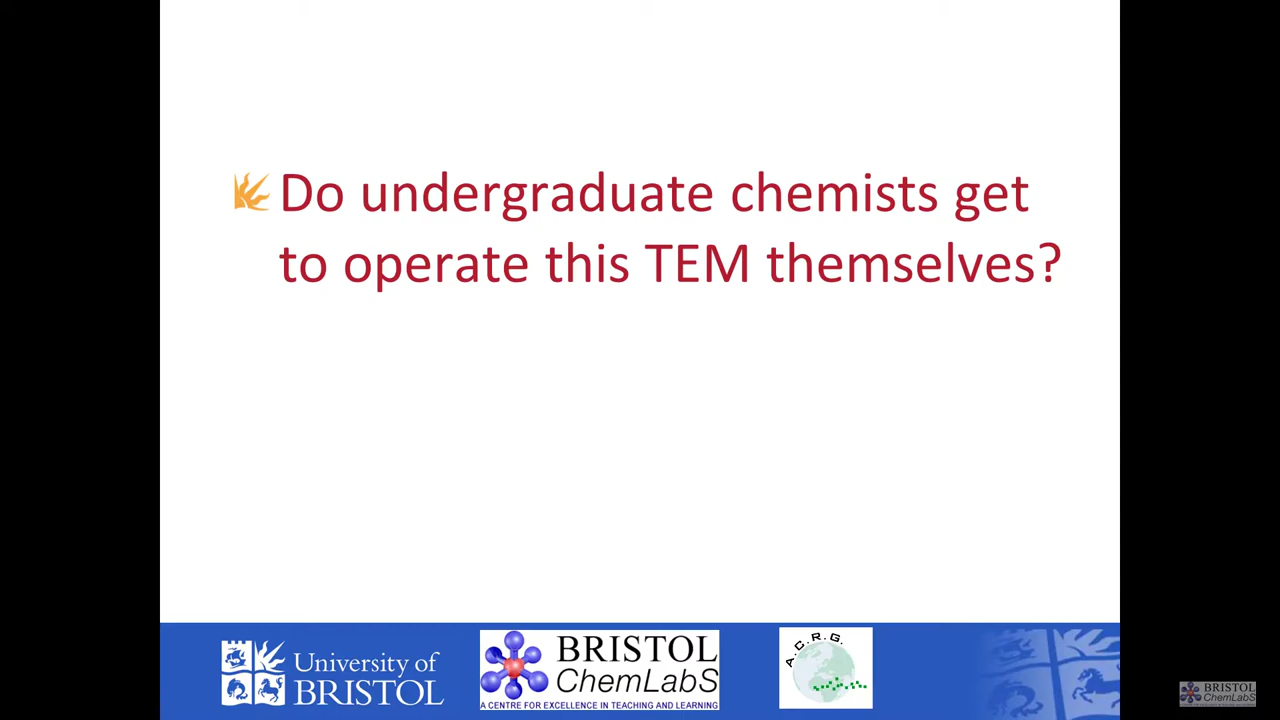 Do undergraduate chemists get
to operate this TEM themselves?
University of
BRISTOL
BRISTOL
ChemLabS
A CENTRE FOR EXCELLENCE IN TEACHING AND LEARNING
A.C.R.G.
BRISTOL
ChemLabS